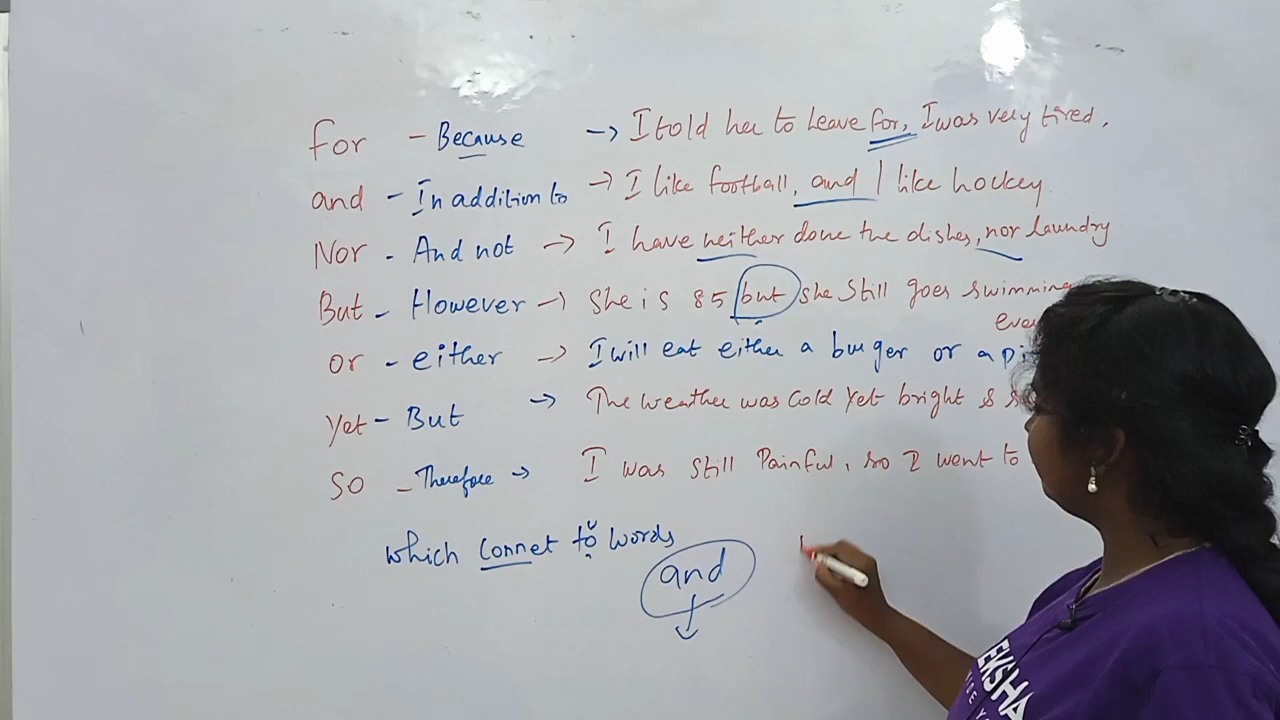 for - Because -> I told her to leave for, I was very tired.
and - In addition to -> I like football, and I like hockey
Nor - And not -> I have neither done the dishes, nor laundry
But - However -> She is 85 but she still goes swimming
or - either -> I will eat either a burger or a
Yet - But -> The weather was cold yet bright &
So - Therefore -> I was still Painful, so I went to
which connet to words
and
EKSHA